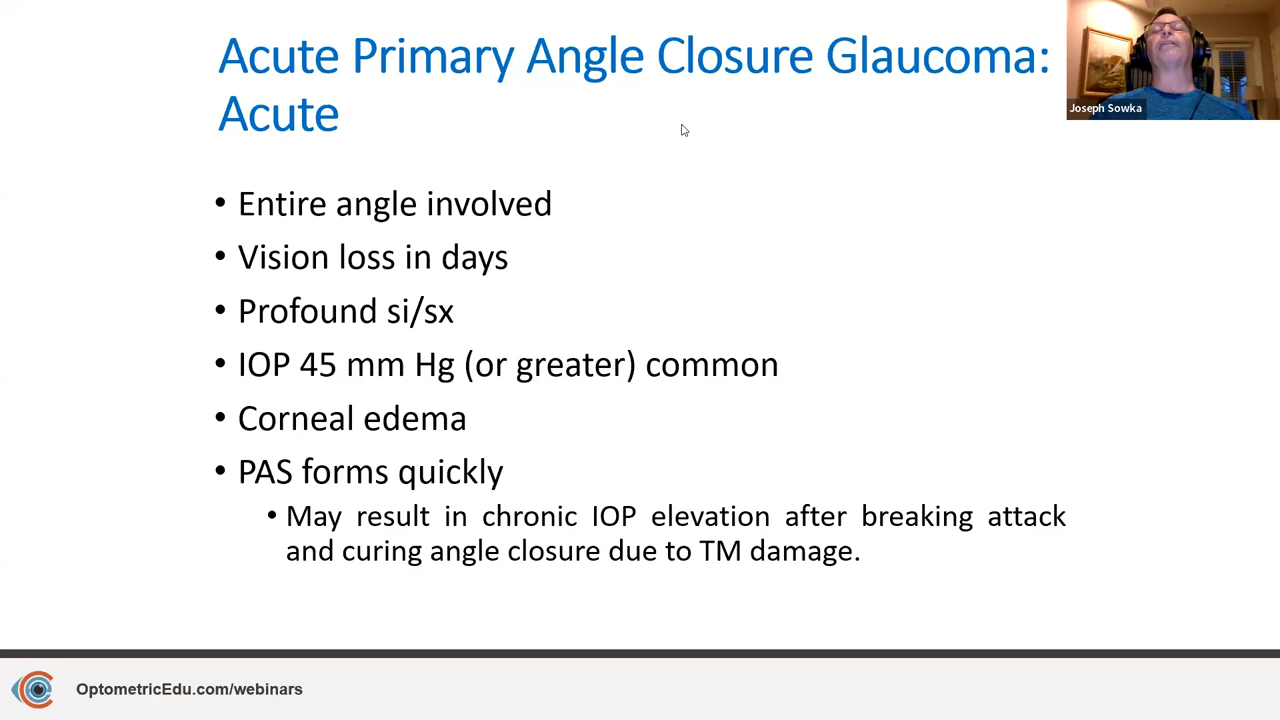 Acute Primary Angle Closure Glaucoma:
Acute
Joseph Sowka
• Entire angle involved
• Vision loss in days
• Profound si/sx
• IOP 45 mm Hg (or greater) common
• Corneal edema
• PAS forms quickly
• May result in chronic IOP elevation after breaking attack
and curing angle closure due to TM damage.
OptometricEdu.com/webinars